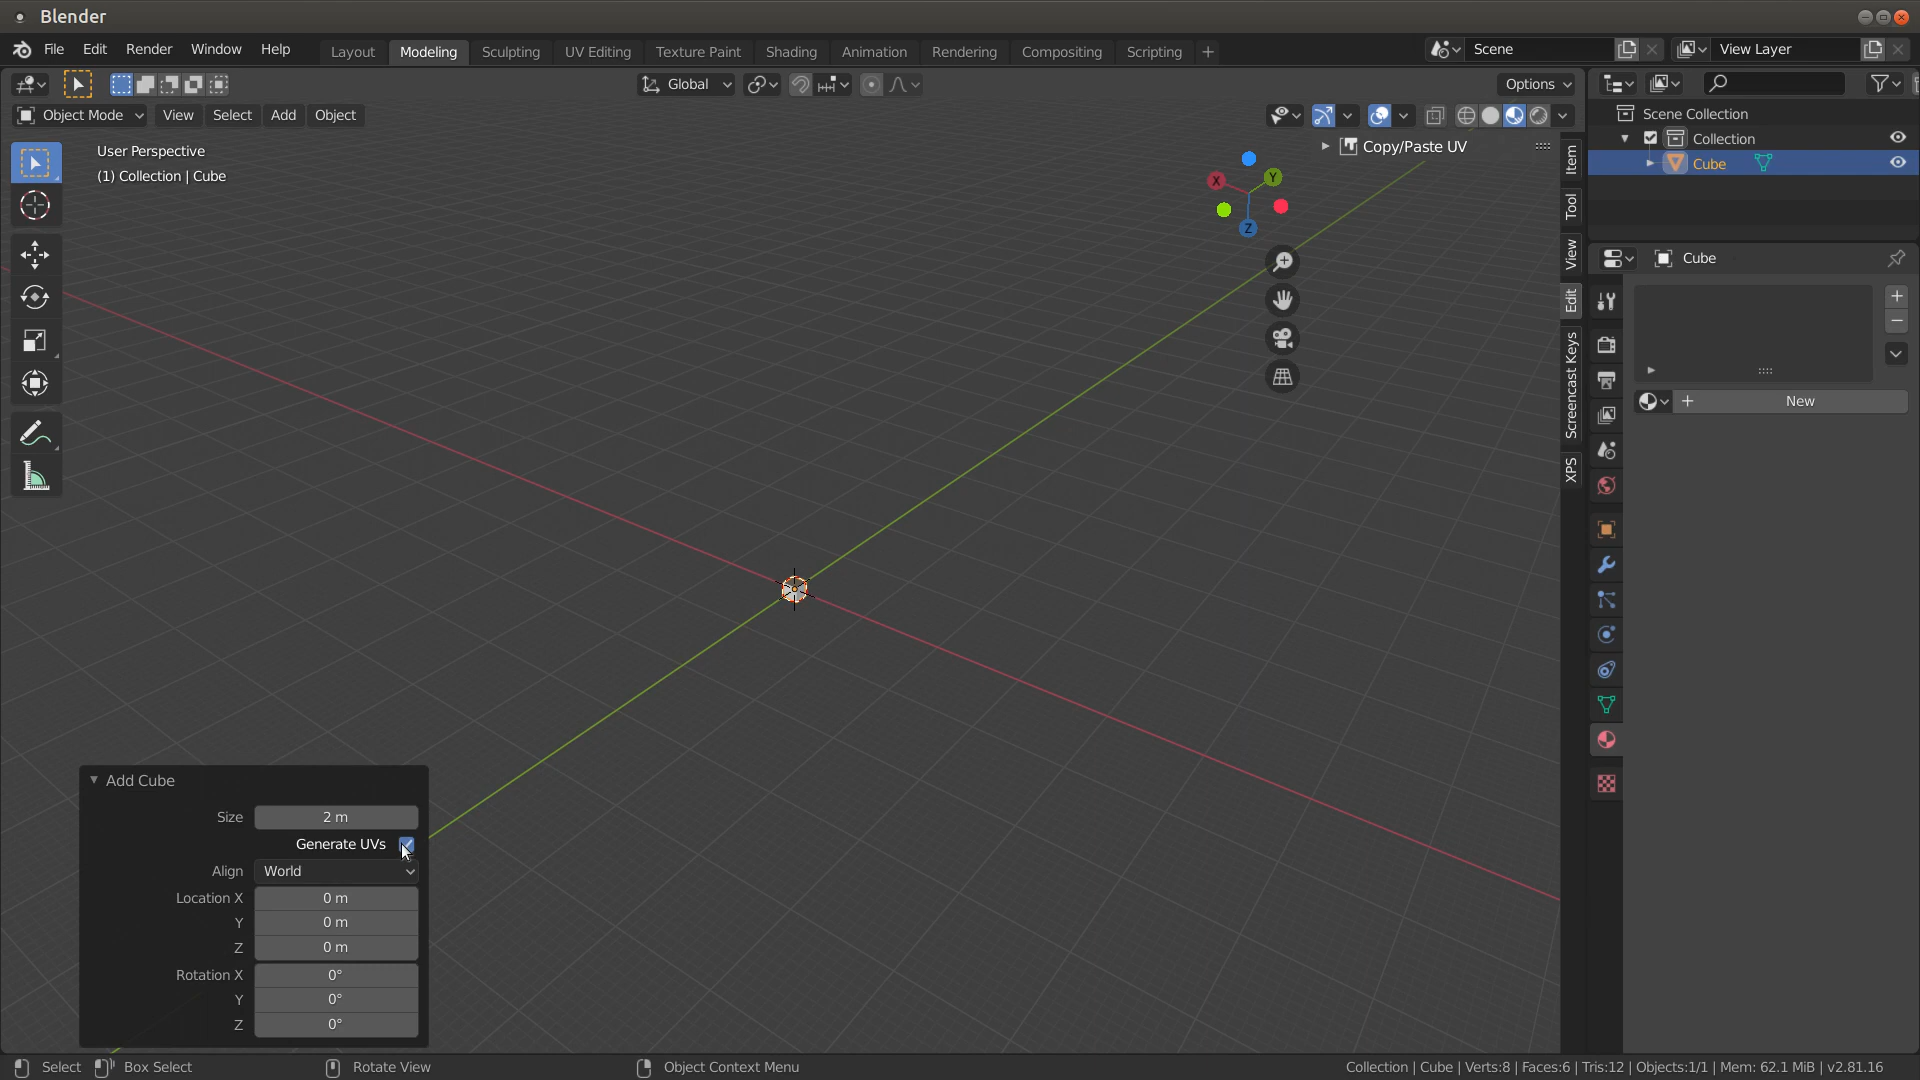 Blender
File Edit Render Window Help Layout Modeling Sculpting UV Editing Texture Paint Shading Animation Rendering Compositing Scripting + Scene View Layer
Global Options
Object Mode View Select Add Object
User Perspective
(1) Collection | Cube
Copy/Paste UV
X Y Z
Item
Tool
View
Edit
Screencast Keys
XPS
Scene Collection
Collection
Cube
Cube
New
Add Cube
Size 2 m
Generate UVs
Align World
Location X 0 m
Y 0 m
Z 0 m
Rotation X 0°
Y 0°
Z 0°
Select Box Select Rotate View Object Context Menu Collection | Cube | Verts:8 | Faces:6 | Tris:12 | Objects:1/1 | Mem: 62.1 MiB | v2.81.16